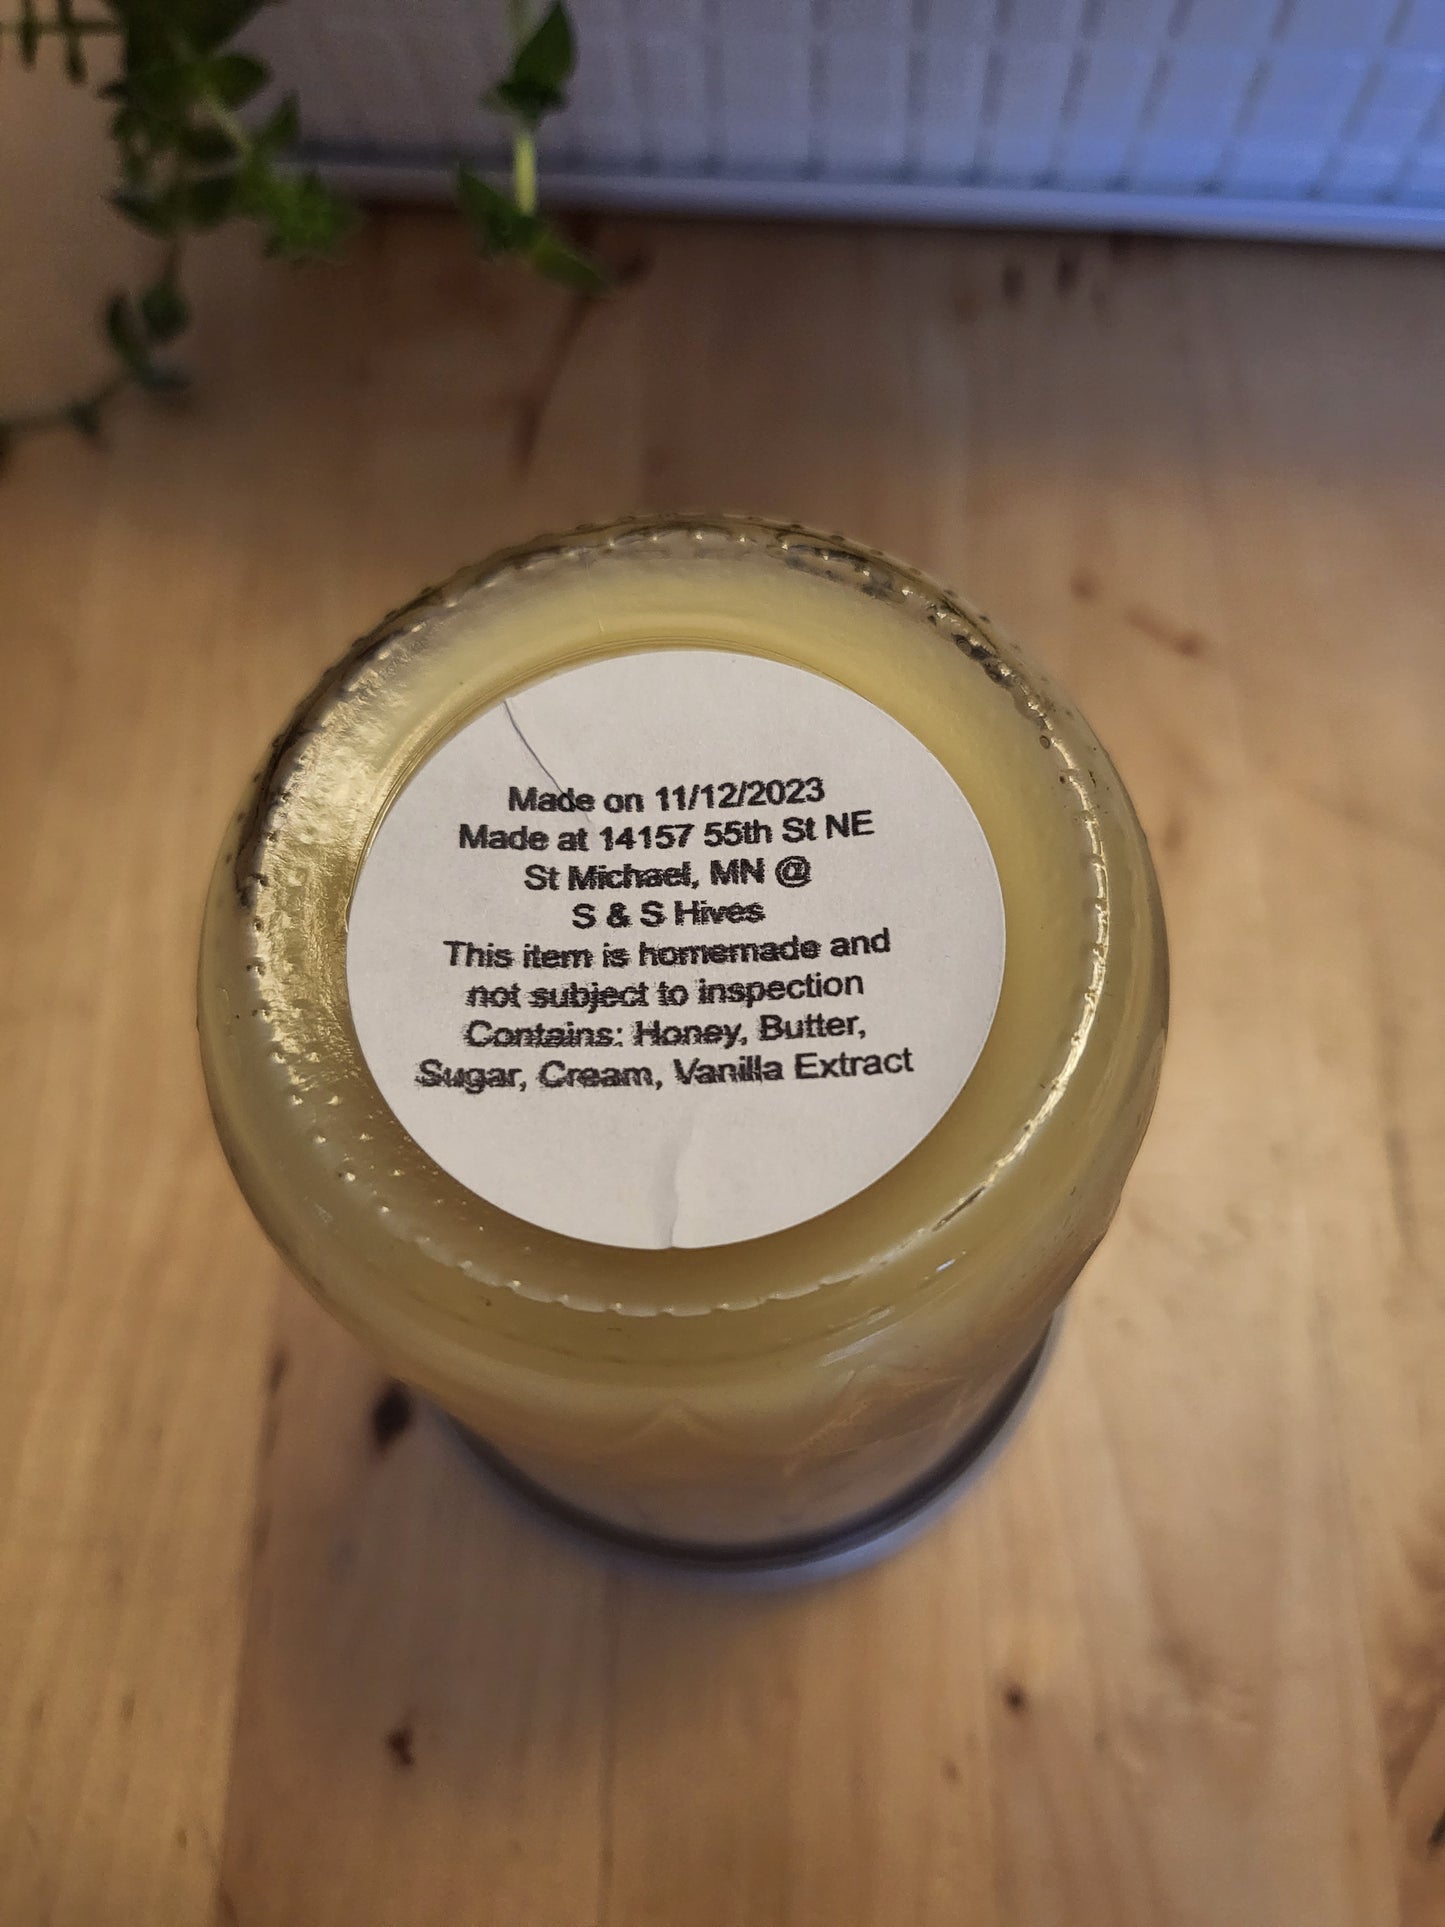 Made on 11/12/2023
Made at 14157 55th St NE
St Michael, MN @
S & S Hives
This item is homemade and
not subject to inspection
Contains: Honey, Butter,
Sugar, Cream, Vanilla Extract